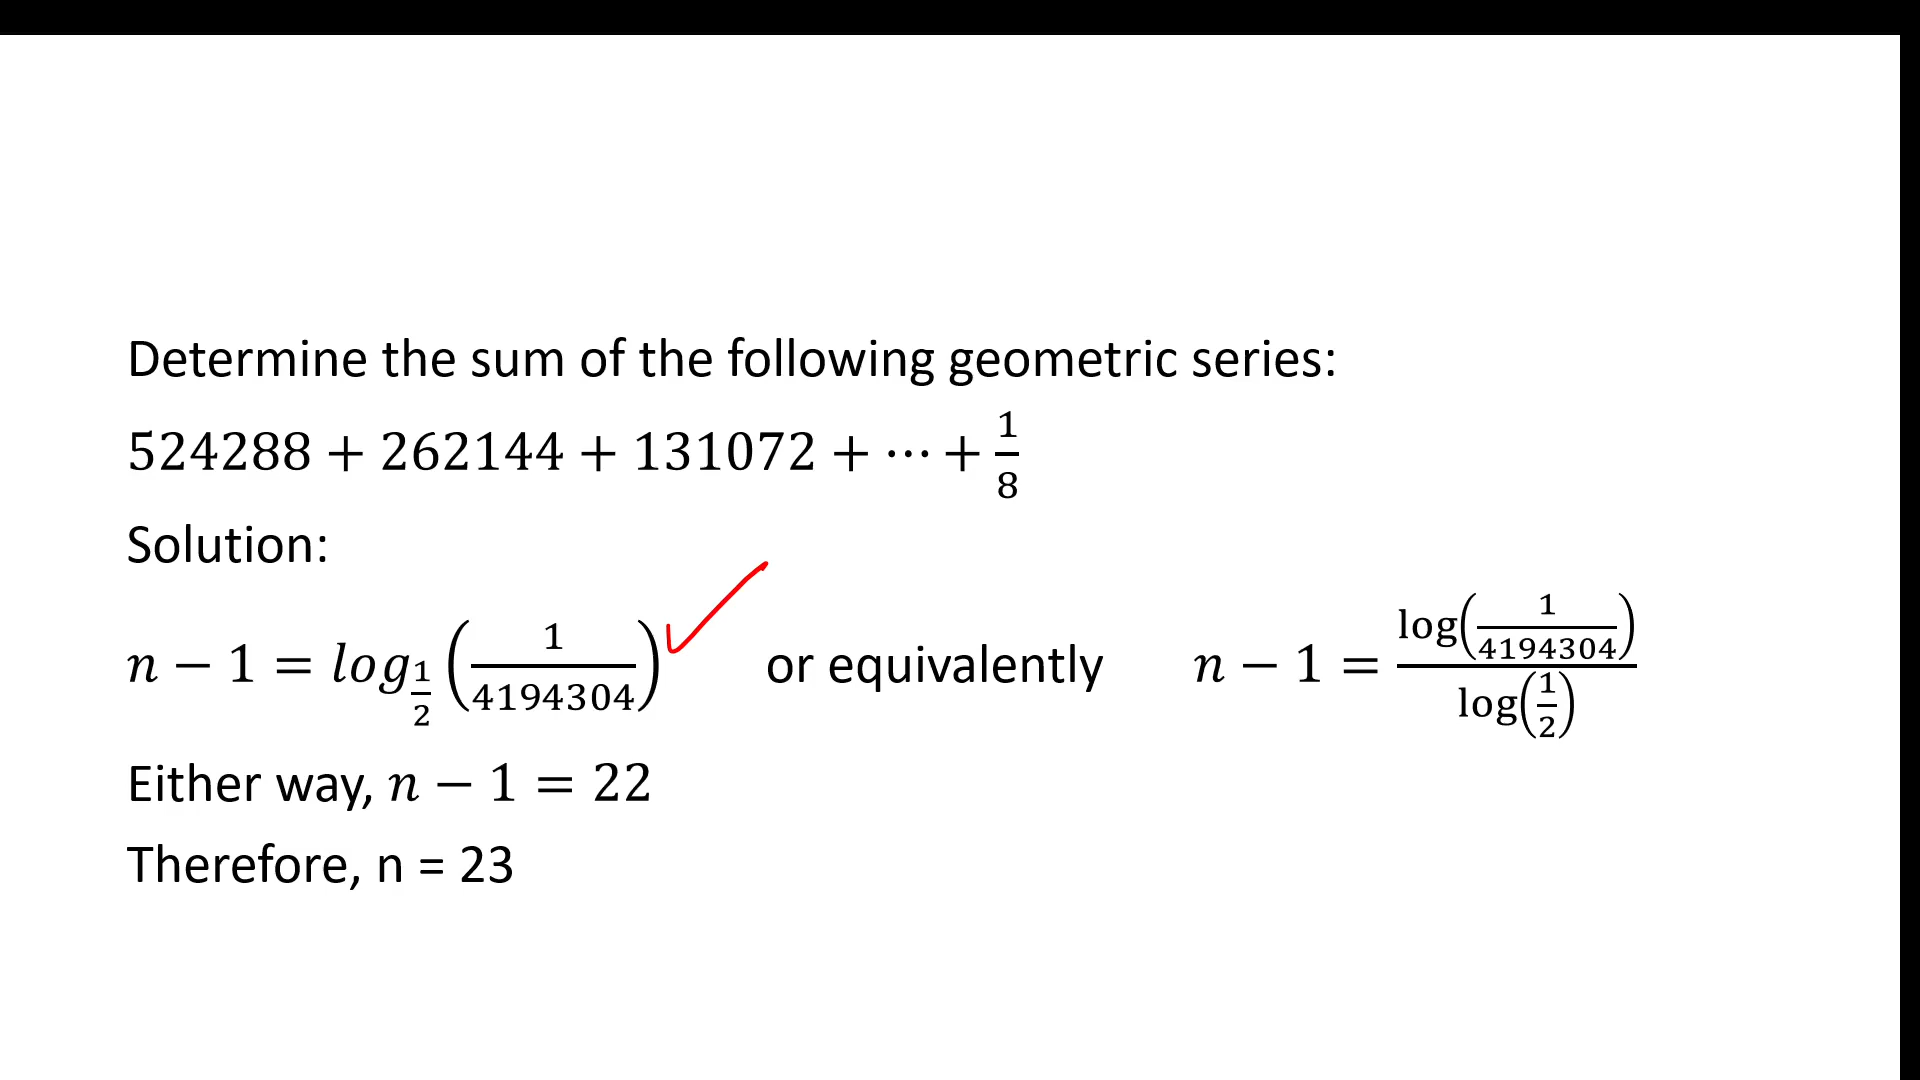 Determine the sum of the following geometric series:
524288 + 262144 + 131072 + ⋯ + 1/8
Solution:
n − 1 = log_{1/2} (1/4194304) or equivalently n − 1 = log(1/4194304)/log(1/2)
Either way, n − 1 = 22
Therefore, n = 23